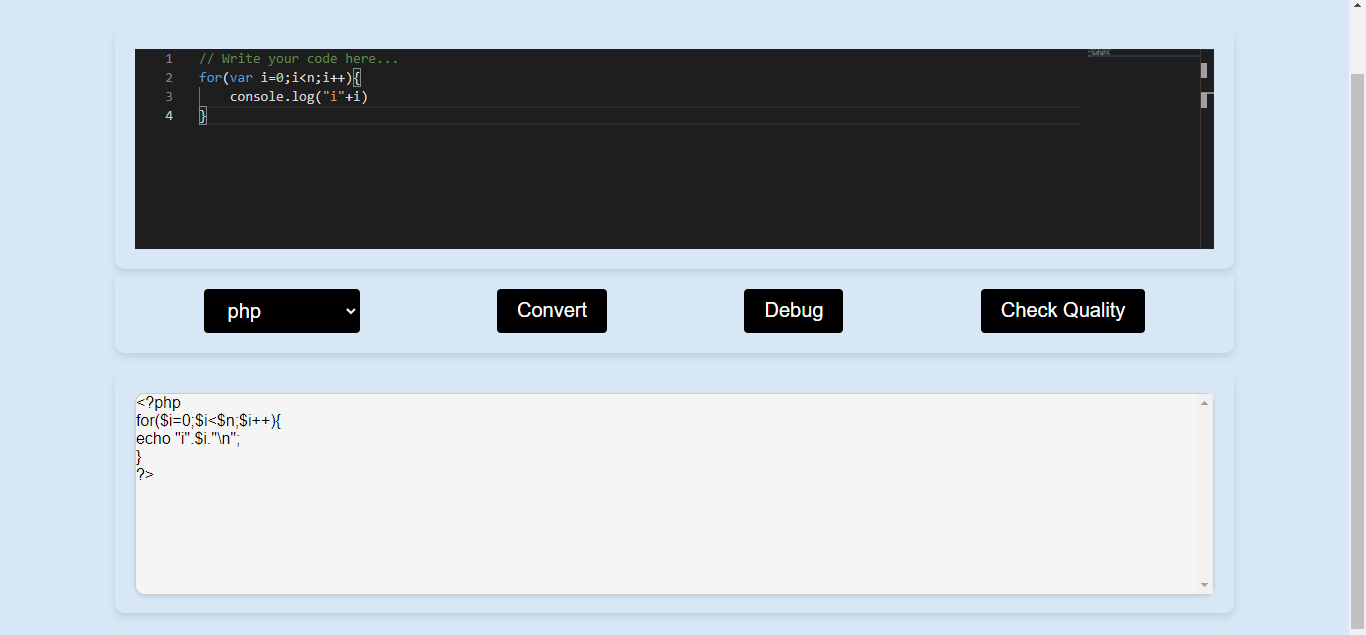 1 // Write your code here...
2 for(var i=0;i<n;i++){
3     console.log("i"+i)
4 }
php Convert Debug Check Quality
<?php
for($i=0;$i<$n;$i++){
echo "i".$i."\n";
}
?>